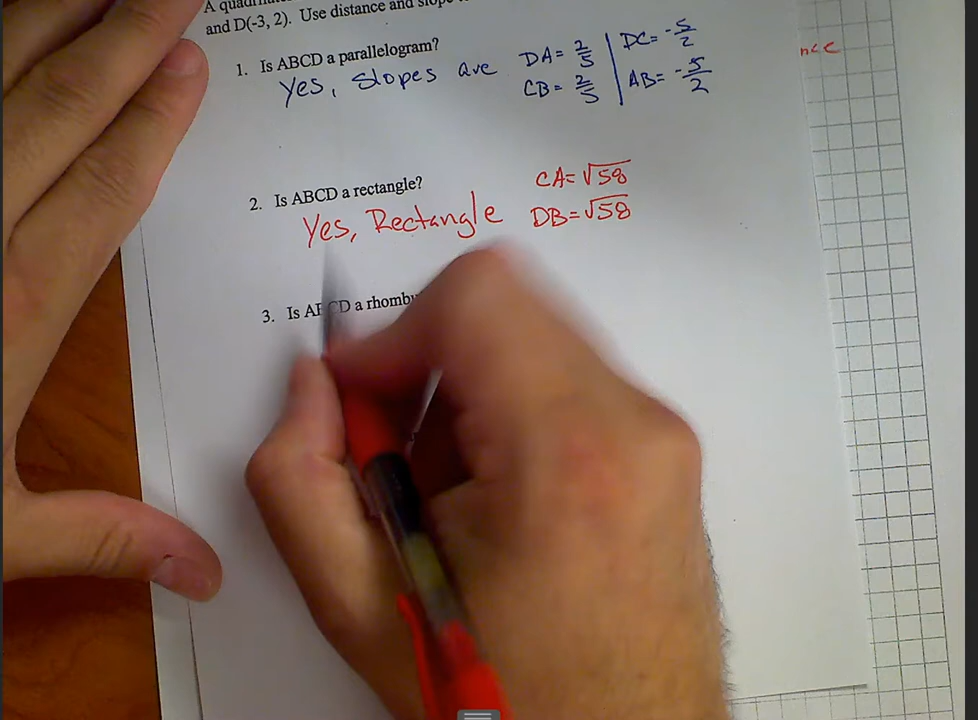 A
and D(-3, 2). Use distance and
1. Is ABCD a parallelogram?
Yes, Slopes are
DA = 2/5 | DC = -5/2
CB = 2/5 | AB = -5/2
nce
2. Is ABCD a rectangle?
Yes, Rectangle
CA = √58
DB = √58
3. Is A CD a rhombu